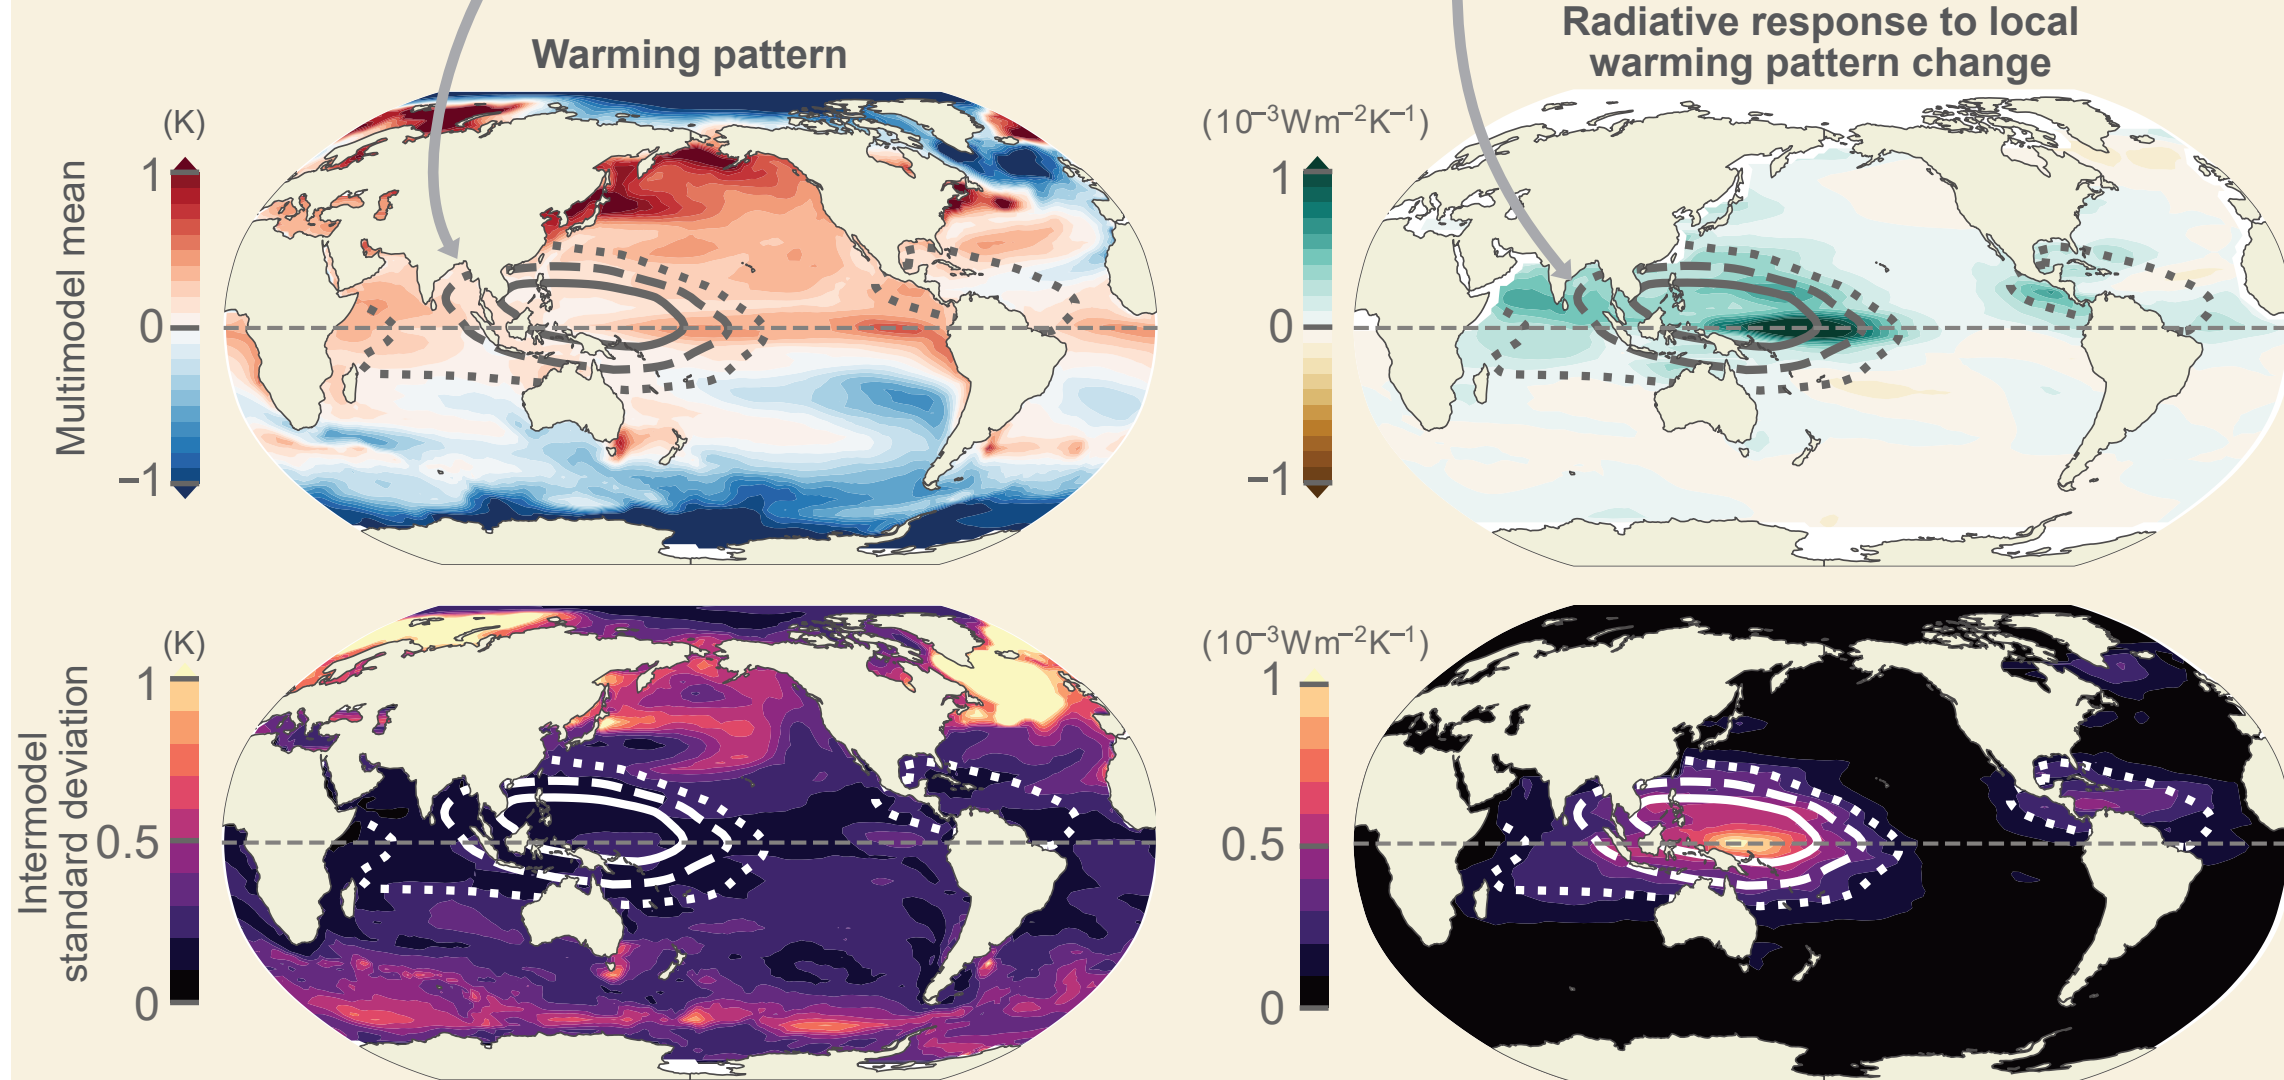 Warming pattern
Radiative response to local
warming pattern change
Multimodel mean
(K)
1
0
−1
(10⁻³Wm⁻²K⁻¹)
1
0
−1
Intermodel
standard deviation
(K)
1
0.5
0
(10⁻³Wm⁻²K⁻¹)
1
0.5
0